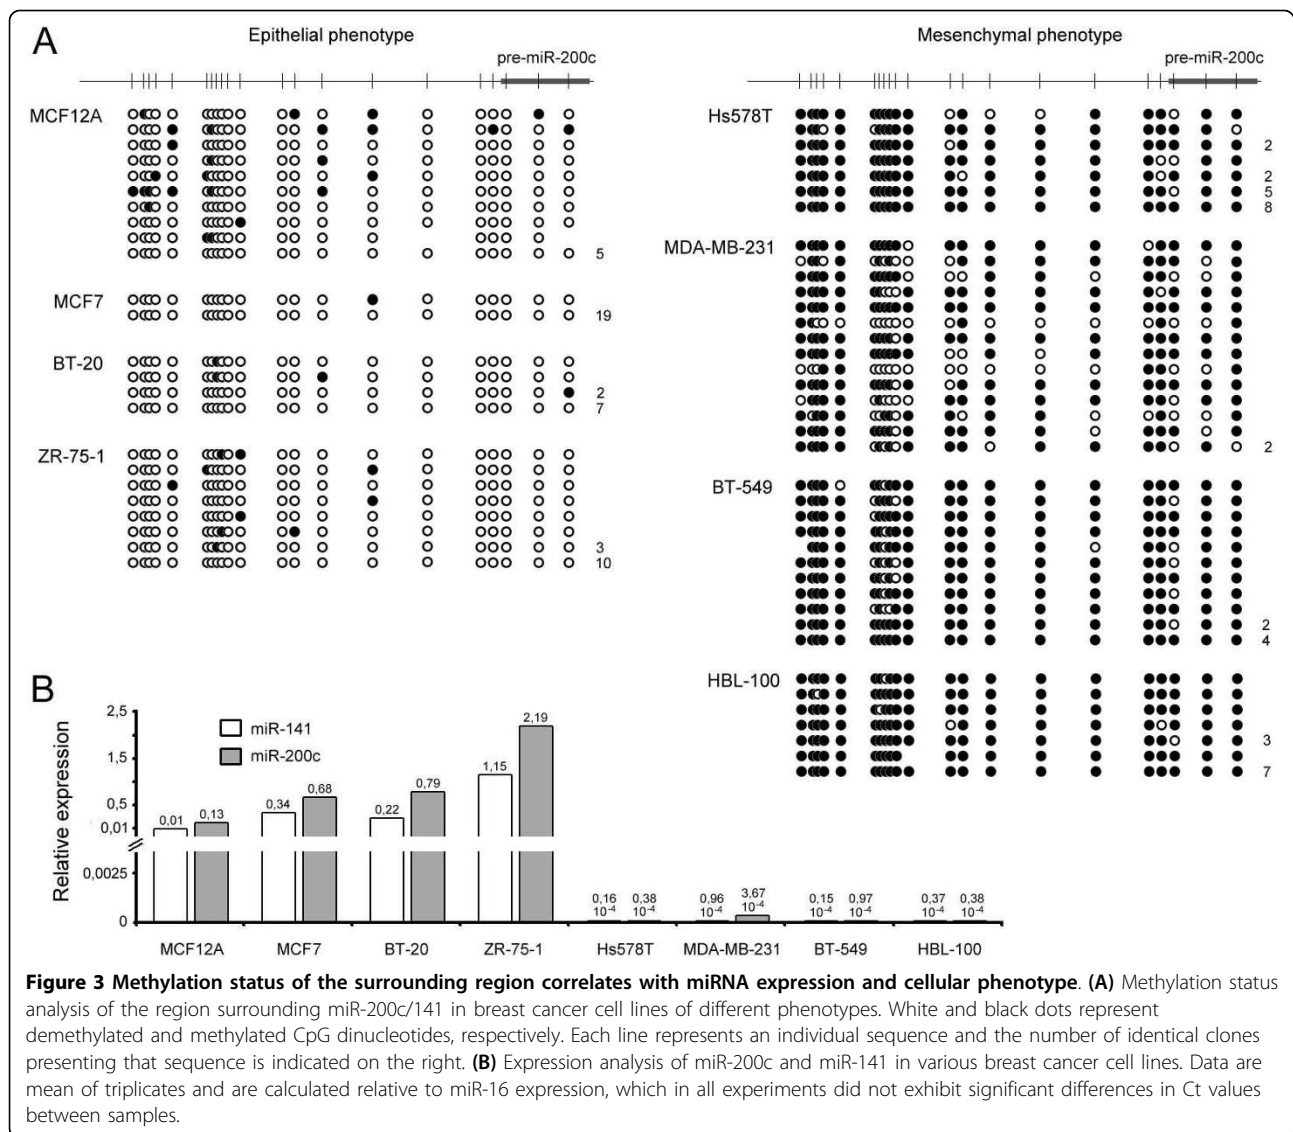 A
Epithelial phenotype
pre-miR-200c
MCF12A
5
MCF7
19
BT-20
2
7
ZR-75-1
3
10
Mesenchymal phenotype
pre-miR-200c
Hs578T
2
2
5
8
MDA-MB-231
2
BT-549
2
4
HBL-100
3
7
B
Relative expression
2,5
1,5
0,5
0,01
0,0025
0
miR-141
miR-200c
0,01 0,13
0,34 0,68
0,22 0,79
1,15 2,19
0,16 0,38
10-4 10-4
0,96 3,67
10-4 10-4
0,15 0,97
10-4 10-4
0,37 0,38
10-4 10-4
MCF12A MCF7 BT-20 ZR-75-1 Hs578T MDA-MB-231 BT-549 HBL-100
Figure 3 Methylation status of the surrounding region correlates with miRNA expression and cellular phenotype. (A) Methylation status
analysis of the region surrounding miR-200c/141 in breast cancer cell lines of different phenotypes. White and black dots represent
demethylated and methylated CpG dinucleotides, respectively. Each line represents an individual sequence and the number of identical clones
presenting that sequence is indicated on the right. (B) Expression analysis of miR-200c and miR-141 in various breast cancer cell lines. Data are
mean of triplicates and are calculated relative to miR-16 expression, which in all experiments did not exhibit significant differences in Ct values
between samples.